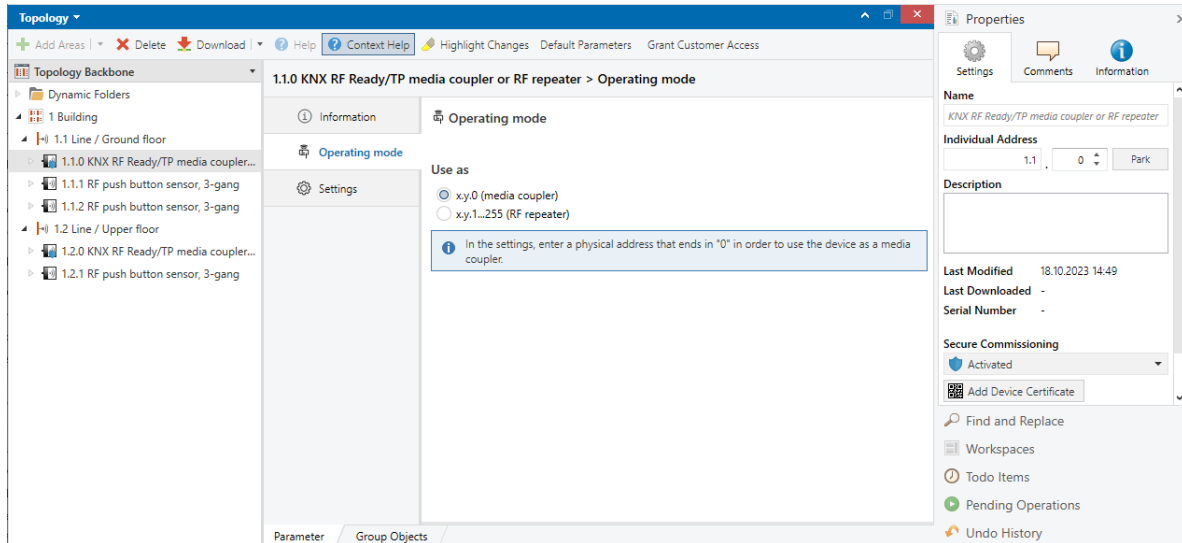 Topology
Add Areas
Delete
Download
Help
Context Help
Highlight Changes
Default Parameters
Grant Customer Access
Topology Backbone
Dynamic Folders
1 Building
1.1 Line / Ground floor
1.1.0 KNX RF Ready/TP media coupler...
1.1.1 RF push button sensor, 3-gang
1.1.2 RF push button sensor, 3-gang
1.2 Line / Upper floor
1.2.0 KNX RF Ready/TP media coupler...
1.2.1 RF push button sensor, 3-gang
1.1.0 KNX RF Ready/TP media coupler or RF repeater > Operating mode
Information
Operating mode
Settings
Operating mode
Use as
x.y.0 (media coupler)
x.y.1...255 (RF repeater)
In the settings, enter a physical address that ends in "0" in order to use the device as a media
coupler.
Parameter
Group Objects
Properties
Settings
Comments
Information
Name
KNX RF Ready/TP media coupler or RF repeater
Individual Address
1.1 . 0 Park
Description
Last Modified 18.10.2023 14:49
Last Downloaded -
Serial Number -
Secure Commissioning
Activated
Add Device Certificate
Find and Replace
Workspaces
Todo Items
Pending Operations
Undo History